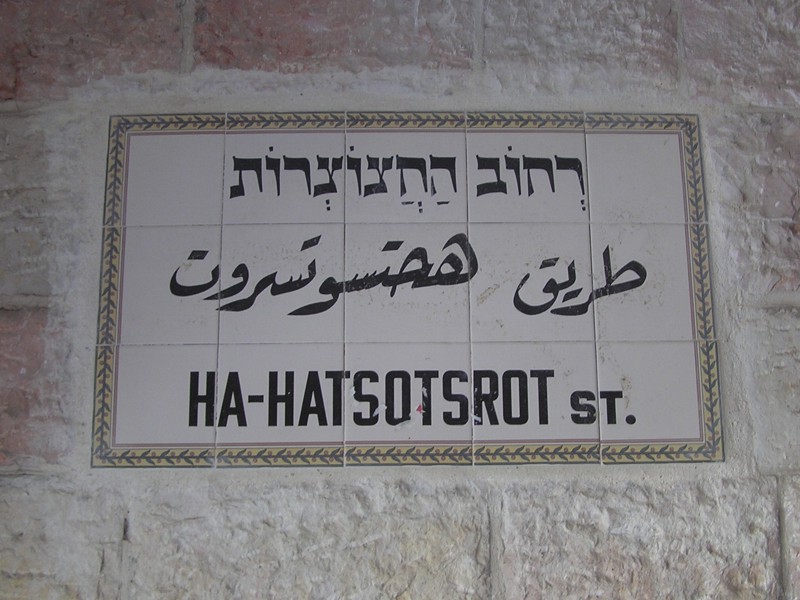 רְחוֹב הַחֲצוֹצְרוֹת
طريق هحتسوتسروت
HA-HATSOTSROT ST.